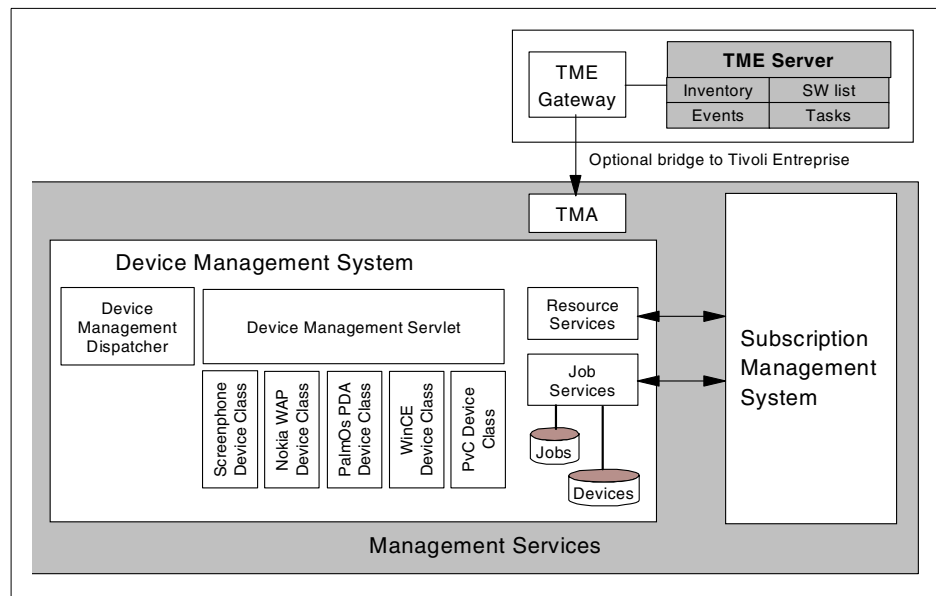 TME
Gateway
TME Server
Inventory
SW list
Events
Tasks
Optional bridge to Tivoli Entreprise
TMA
Device Management System
Device
Management
Dispatcher
Device Management Servlet
Screenphone
Device Class
Nokia WAP
Device Class
PalmOs PDA
Device Class
WinCE
Device Class
PvC Device
Class
Resource
Services
Job
Services
Jobs
Devices
Subscription
Management
System
Management Services